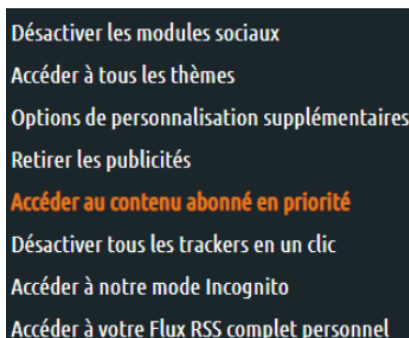 Désactiver les modules sociaux
Accéder à tous les thèmes
Options de personnalisation supplémentaires
Retirer les publicités
Accéder au contenu abonné en priorité
Désactiver tous les trackers en un clic
Accéder à notre mode Incognito
Accéder à votre Flux RSS complet personnel